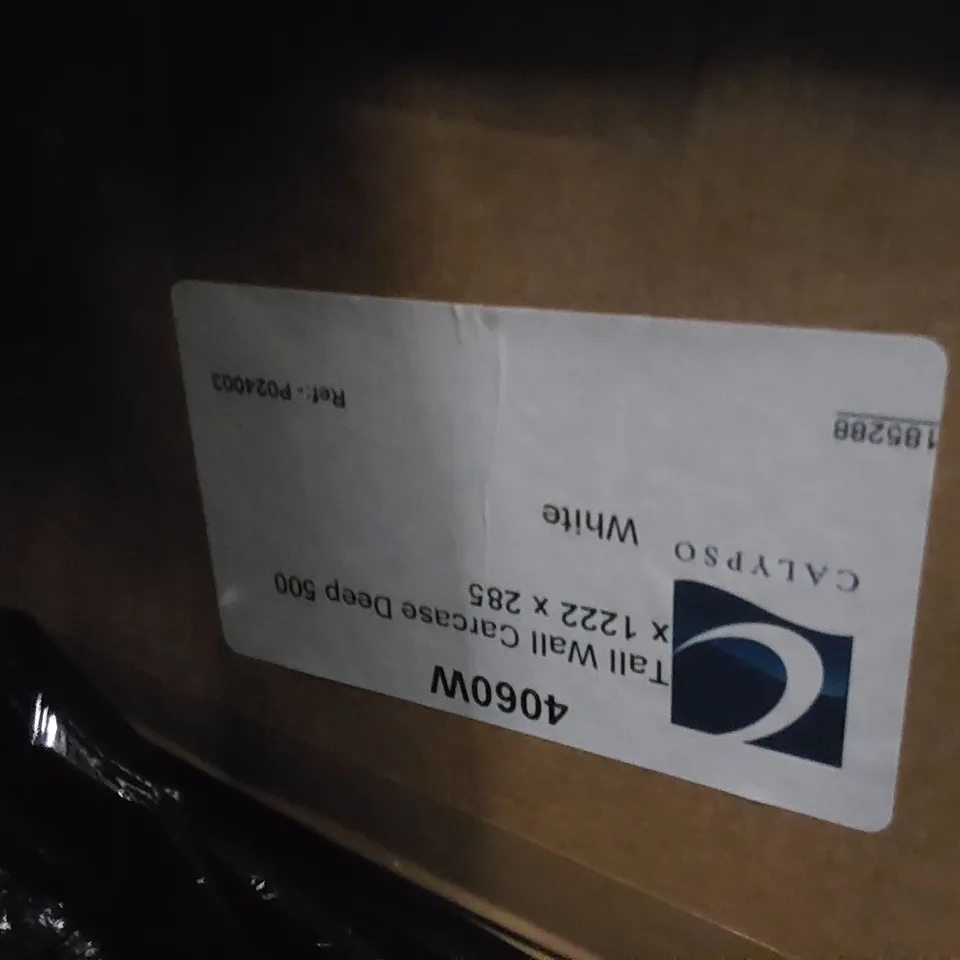 4060W
Tall Wall Carcase Deep 500
x 1222 x 285
CALYPSO
White
185288
Ref:- P024003